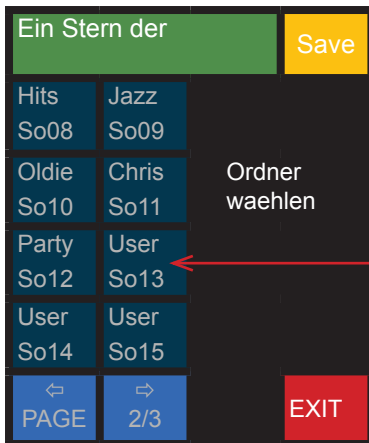 Ein Stern der
Save
Hits
So08
Jazz
So09
Oldie
So10
Chris
So11
Ordner
waehlen
Party
So12
User
So13
User
So14
User
So15
⇦
PAGE
⇨
2/3
EXIT